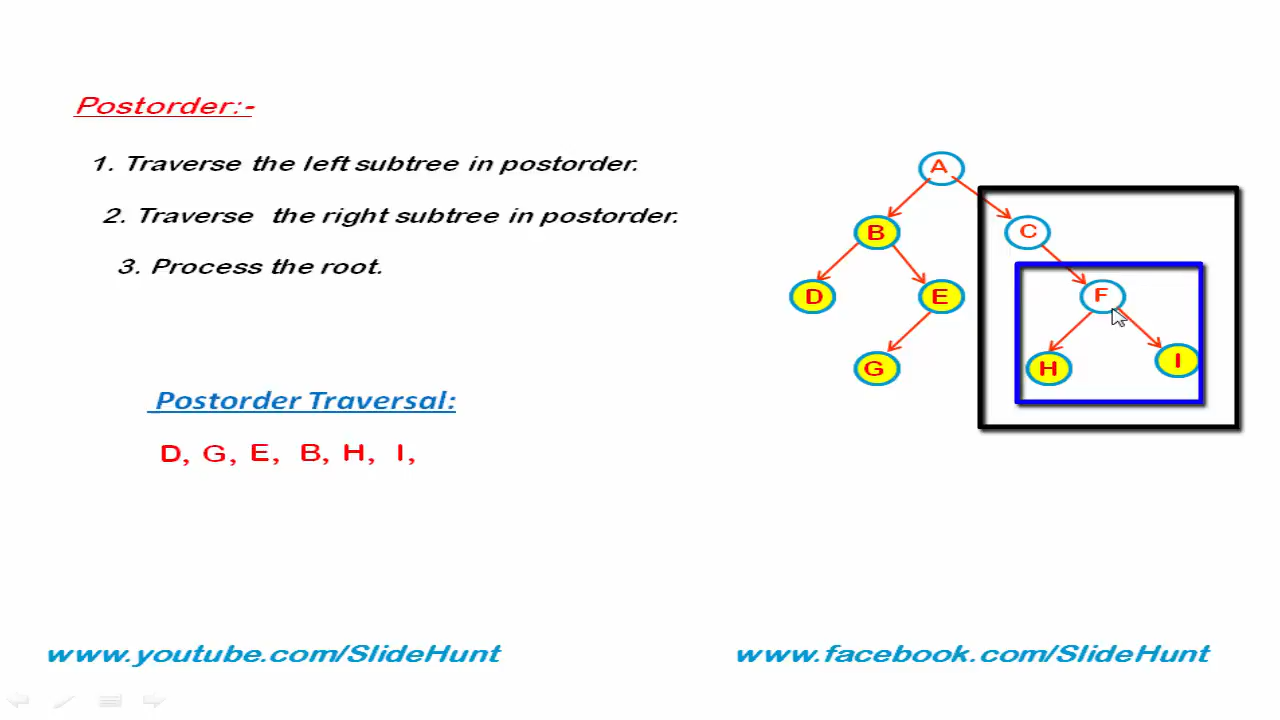 Postorder:-
1. Traverse the left subtree in postorder.
2. Traverse the right subtree in postorder.
3. Process the root.
A
B
C
D
E
F
G
H
I
Postorder Traversal:
D, G, E, B, H, I,
www.youtube.com/SlideHunt
www.facebook.com/SlideHunt